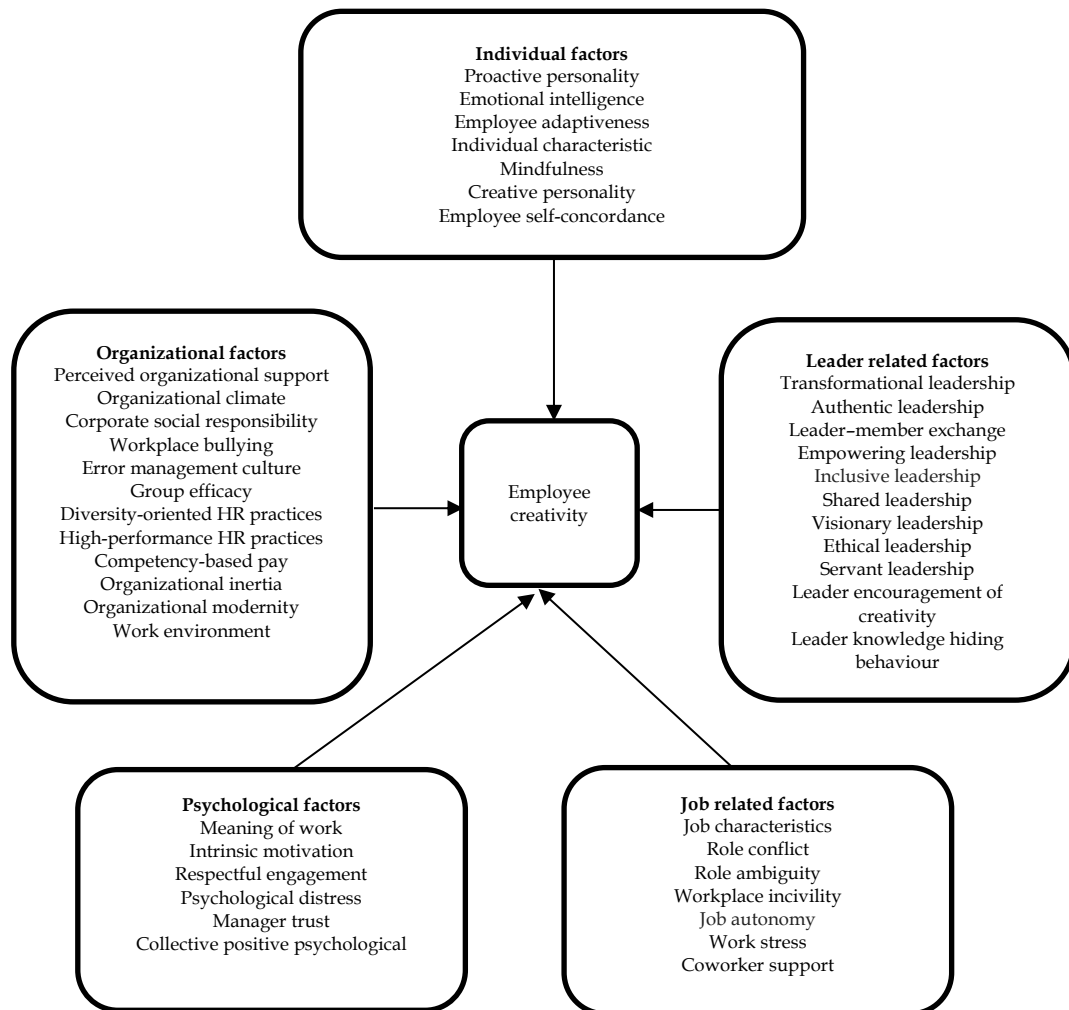 Individual factors
Proactive personality
Emotional intelligence
Employee adaptiveness
Individual characteristic
Mindfulness
Creative personality
Employee self-concordance
Organizational factors
Perceived organizational support
Organizational climate
Corporate social responsibility
Workplace bullying
Error management culture
Group efficacy
Diversity-oriented HR practices
High-performance HR practices
Competency-based pay
Organizational inertia
Organizational modernity
Work environment
Employee
creativity
Leader related factors
Transformational leadership
Authentic leadership
Leader–member exchange
Empowering leadership
Inclusive leadership
Shared leadership
Visionary leadership
Ethical leadership
Servant leadership
Leader encouragement of
creativity
Leader knowledge hiding
behaviour
Psychological factors
Meaning of work
Intrinsic motivation
Respectful engagement
Psychological distress
Manager trust
Collective positive psychological
Job related factors
Job characteristics
Role conflict
Role ambiguity
Workplace incivility
Job autonomy
Work stress
Coworker support